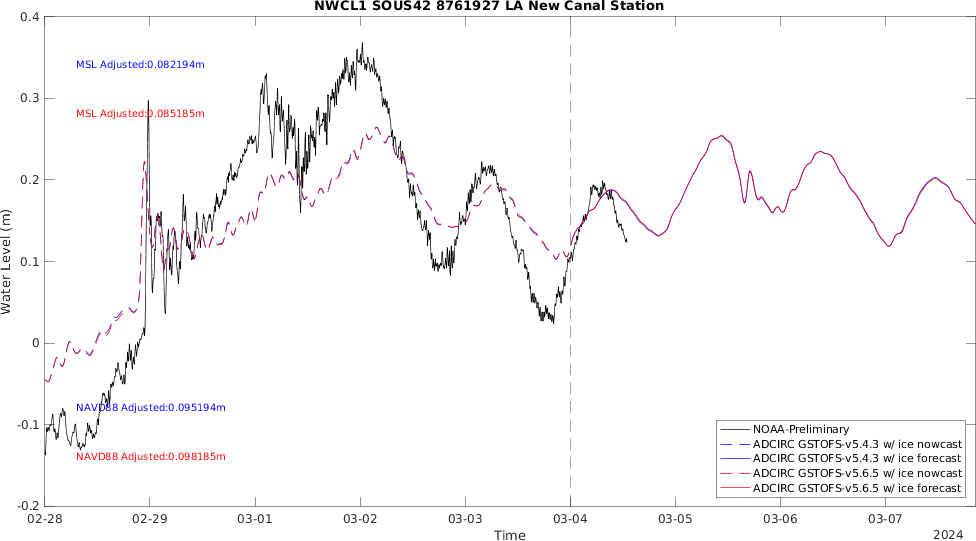 NWCL1 SOUS42 8761927 LA New Canal Station
0.4
0.3
0.2
0.1
0
-0.1
-0.2
Water Level (m)
MSL Adjusted:0.082194m
MSL Adjusted:0.085185m
NAVD88 Adjusted:0.095194m
NAVD88 Adjusted:0.098185m
NOAA-Preliminary
ADCIRC GSTOFS-v5.4.3 w/ ice nowcast
ADCIRC GSTOFS-v5.4.3 w/ ice forecast
ADCIRC GSTOFS-v5.6.5 w/ ice nowcast
ADCIRC GSTOFS-v5.6.5 w/ ice forecast
02-28 02-29 03-01 03-02 03-03 03-04 03-05 03-06 03-07
Time
2024